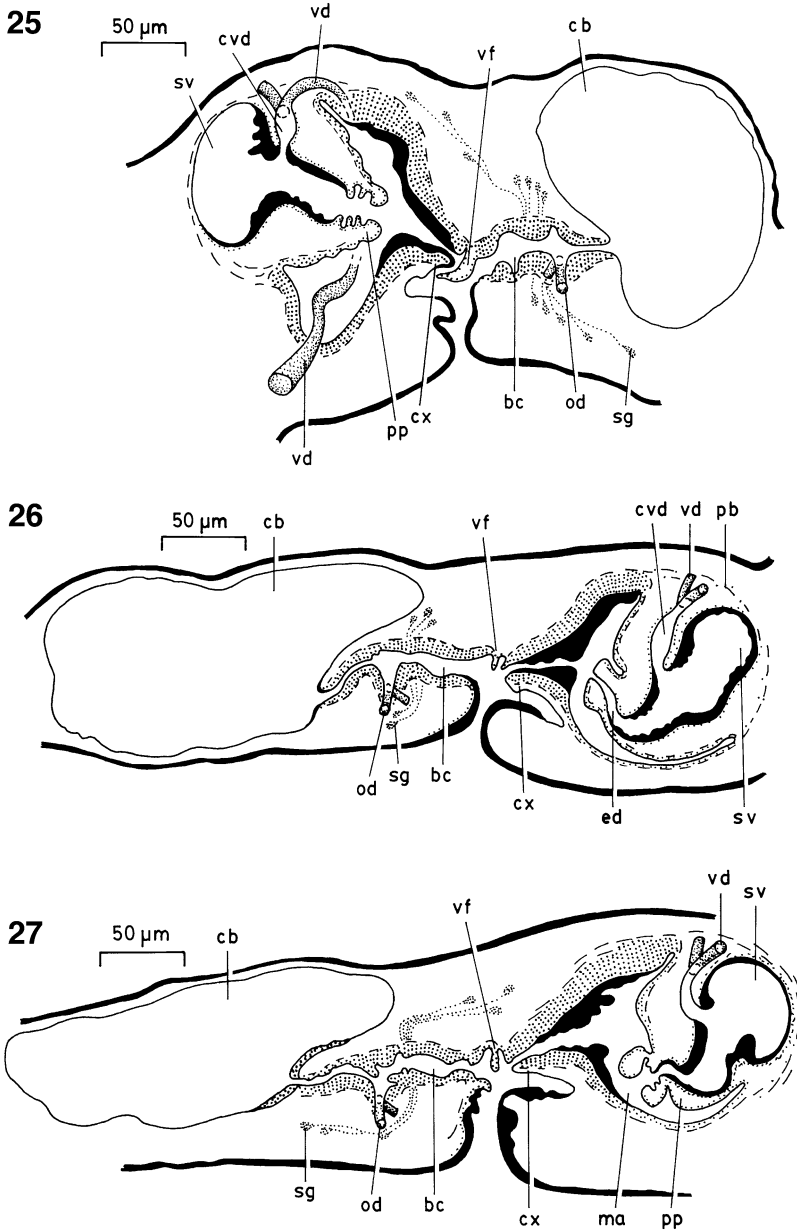 25
50 µm
sv
cvd
vd
vf
cb
vd
pp
cx
bc
od
sg
26
50 µm
cb
vf
cvd
vd
pb
od
sg
bc
cx
ed
sv
27
50 µm
cb
vf
vd
sv
sg
od
bc
cx
ma
pp